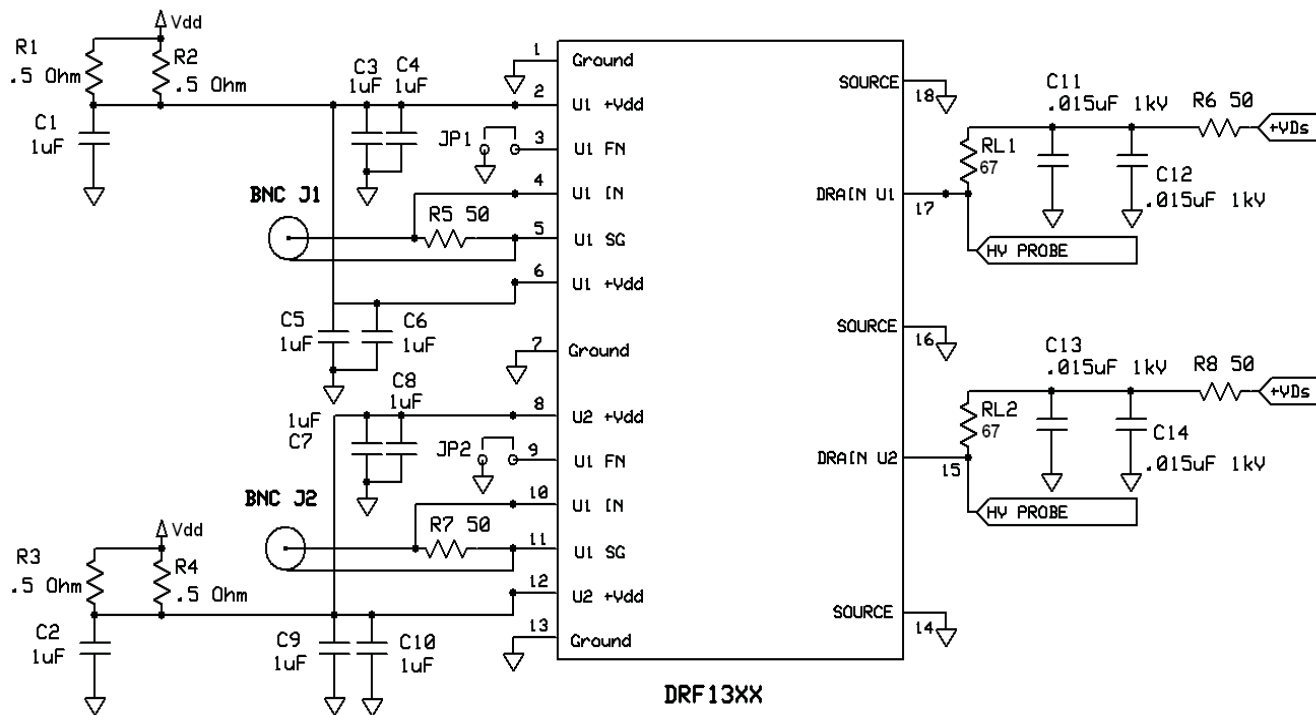 Vdd
R1
.5 Ohm
R2
.5 Ohm
C1
1uF
C3
1uF
C4
1uF
JP1
BNC J1
R5 50
C5
1uF
C6
1uF
C8
1uF
1uF
C7
JP2
BNC J2
R7 50
Vdd
R3
.5 Ohm
R4
.5 Ohm
C2
1uF
C9
1uF
C10
1uF
1 Ground
2 U1 +Vdd
3 U1 FN
4 U1 IN
5 U1 SG
6 U1 +Vdd
7 Ground
8 U2 +Vdd
9 U1 FN
10 U1 IN
11 U1 SG
12 U2 +Vdd
13 Ground
SOURCE 18
DRAIN U1 17
SOURCE 16
DRAIN U2 15
SOURCE 14
C11
.015uF 1kV
R6 50
+VDs
RL1
67
C12
.015uF 1kV
HV PROBE
C13
.015uF 1kV
R8 50
+VDs
RL2
67
C14
.015uF 1kV
HV PROBE
DRF13XX